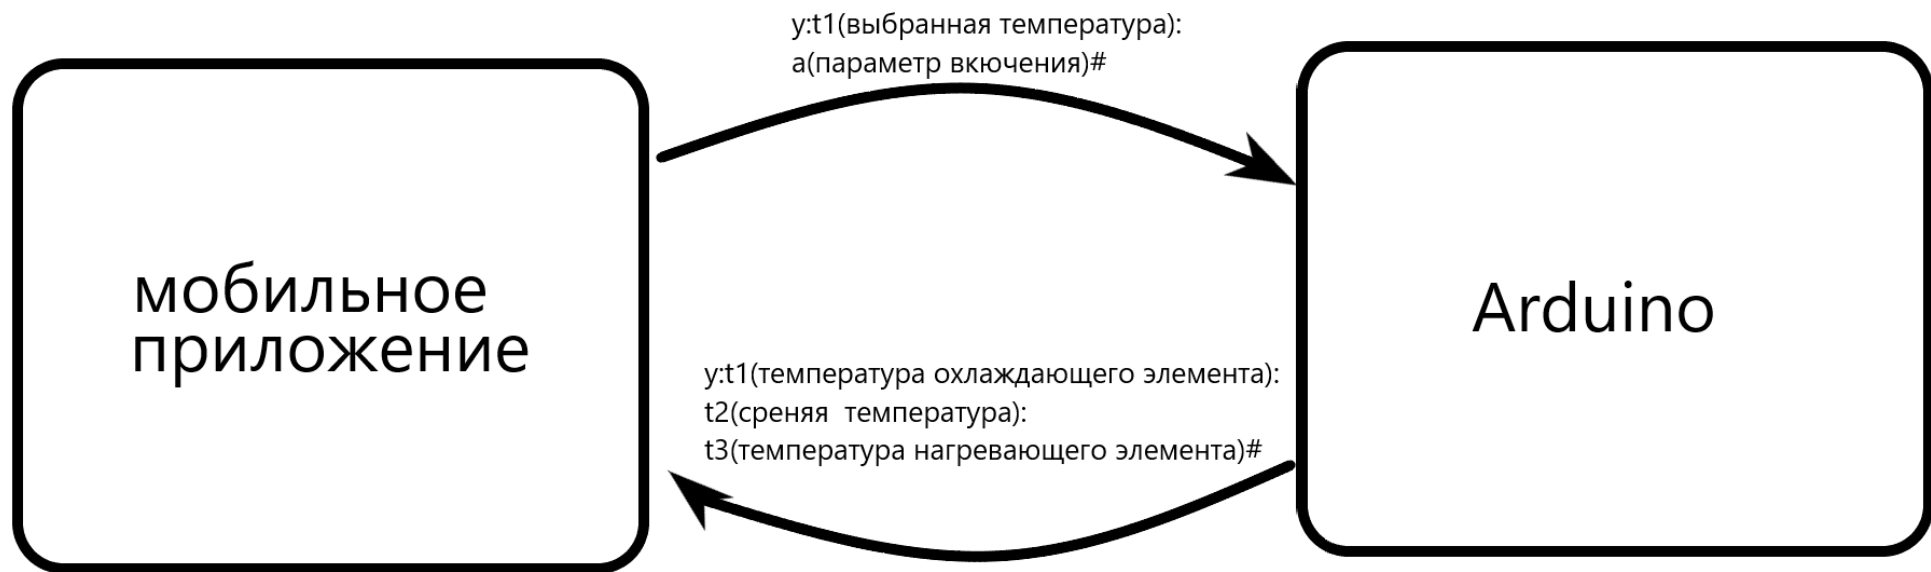 y:t1(выбранная температура):
a(параметр вкючения)#
мобильное
приложение
Arduino
y:t1(температура охлаждающего элемента):
t2(среняя температура):
t3(температура нагревающего элемента)#